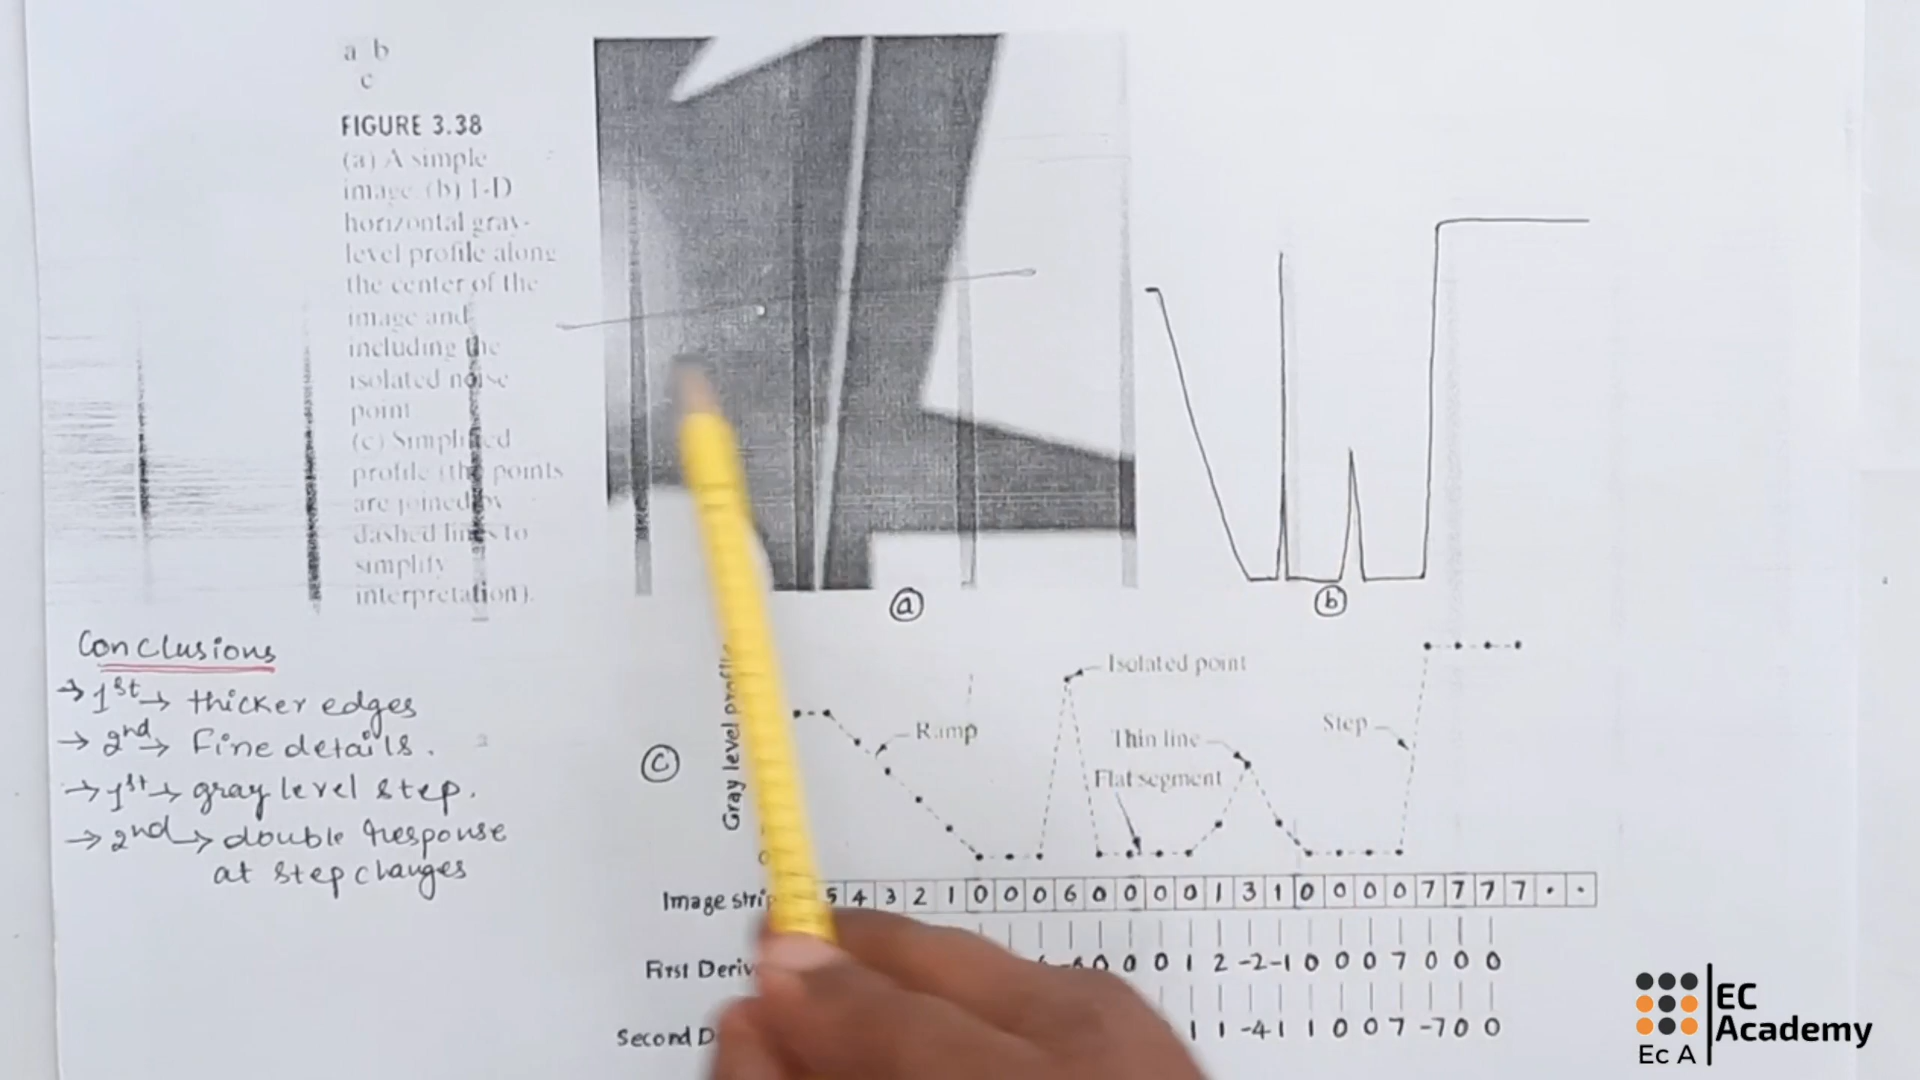 a b
c
FIGURE 3.38
(a) A simple
image. (b) 1-D
horizontal gray-
level profile along
the center of the
image and
including the
isolated noise
point
(c) Simplified
profile (the points
are joined by
dashed lines to
simplify
interpretation).
Conclusions
→ 1st → thicker edges
→ 2nd → Fine details.
→ 1st → gray level step.
→ 2nd → double response
at step changes
a
b
c
Gray level profile
Isolated point
Ramp
Thin line
Flat segment
Step
Image strip 5 4 3 2 1 0 0 0 6 0 0 0 0 1 3 1 0 0 0 0 7 7 7 7 · ·
First -6 0 0 0 1 2 -2 -1 0 0 0 7 0 0 0
Second 1 1 -4 1 1 0 0 7 -7 0 0
EC
Academy
Ec A